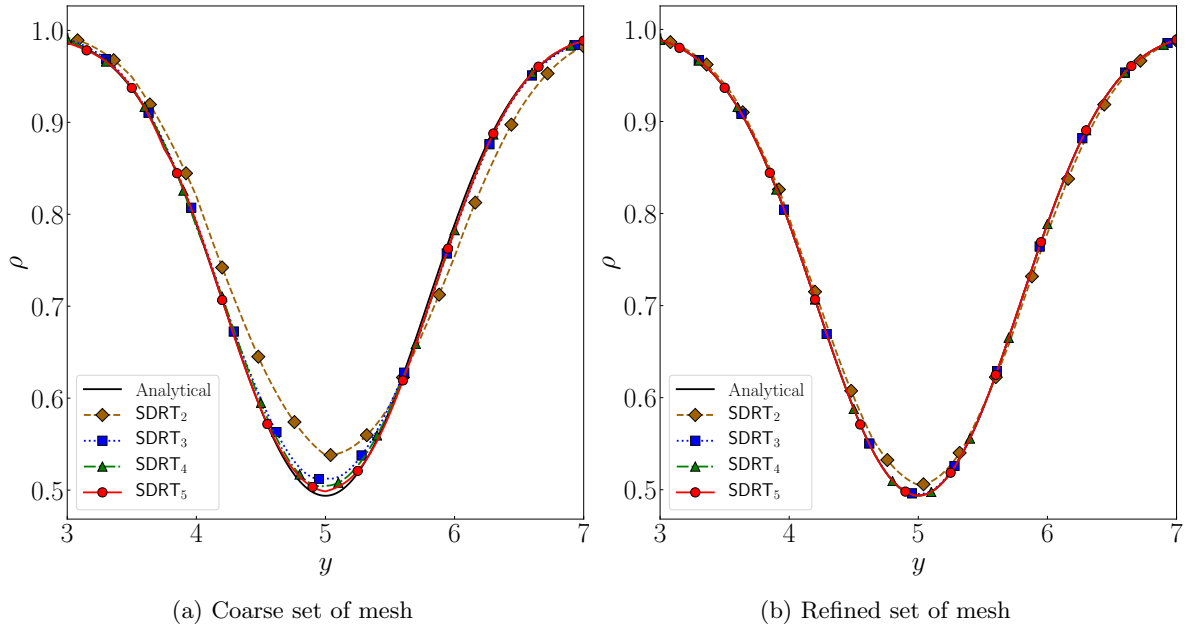 1.0
0.9
0.8
0.7
0.6
0.5
ρ
3
4
5
6
7
y
Analytical
SDRT₂
SDRT₃
SDRT₄
SDRT₅
(a) Coarse set of mesh
1.0
0.9
0.8
0.7
0.6
0.5
ρ
3
4
5
6
7
y
Analytical
SDRT₂
SDRT₃
SDRT₄
SDRT₅
(b) Refined set of mesh